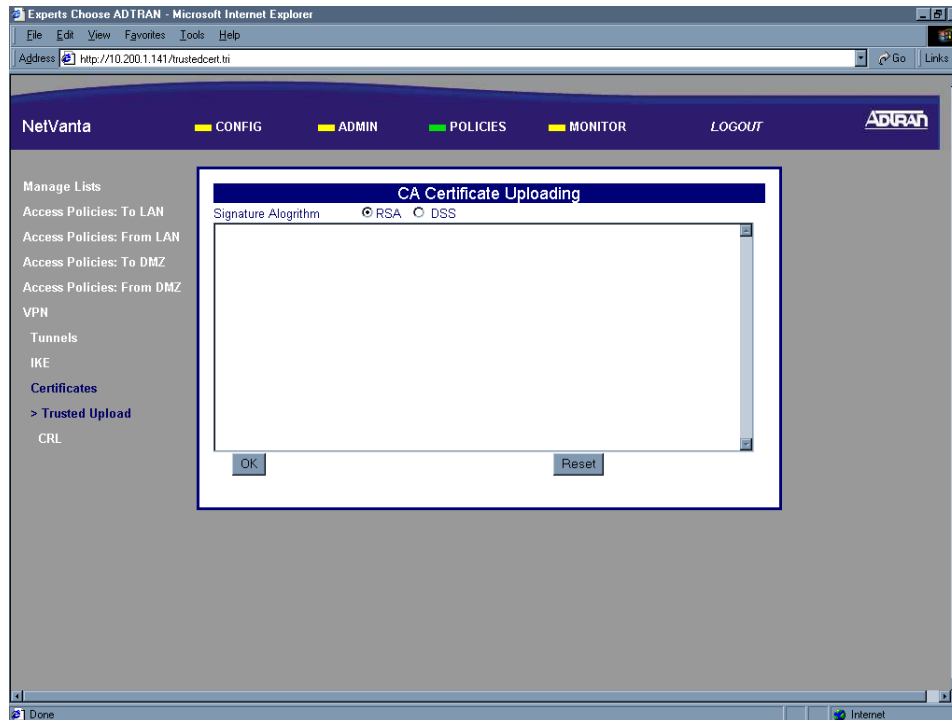 Experts Choose ADTRAN - Microsoft Internet Explorer
File Edit View Favorites Tools Help
Address http://10.200.1.141/trustedcert.tri Go Links
NetVanta CONFIG ADMIN POLICIES MONITOR LOGOUT ADTRAN
Manage Lists
Access Policies: To LAN
Access Policies: From LAN
Access Policies: To DMZ
Access Policies: From DMZ
VPN
Tunnels
IKE
Certificates
> Trusted Upload
CRL
CA Certificate Uploading
Signature Alogrithm RSA DSS
OK Reset
Done Internet